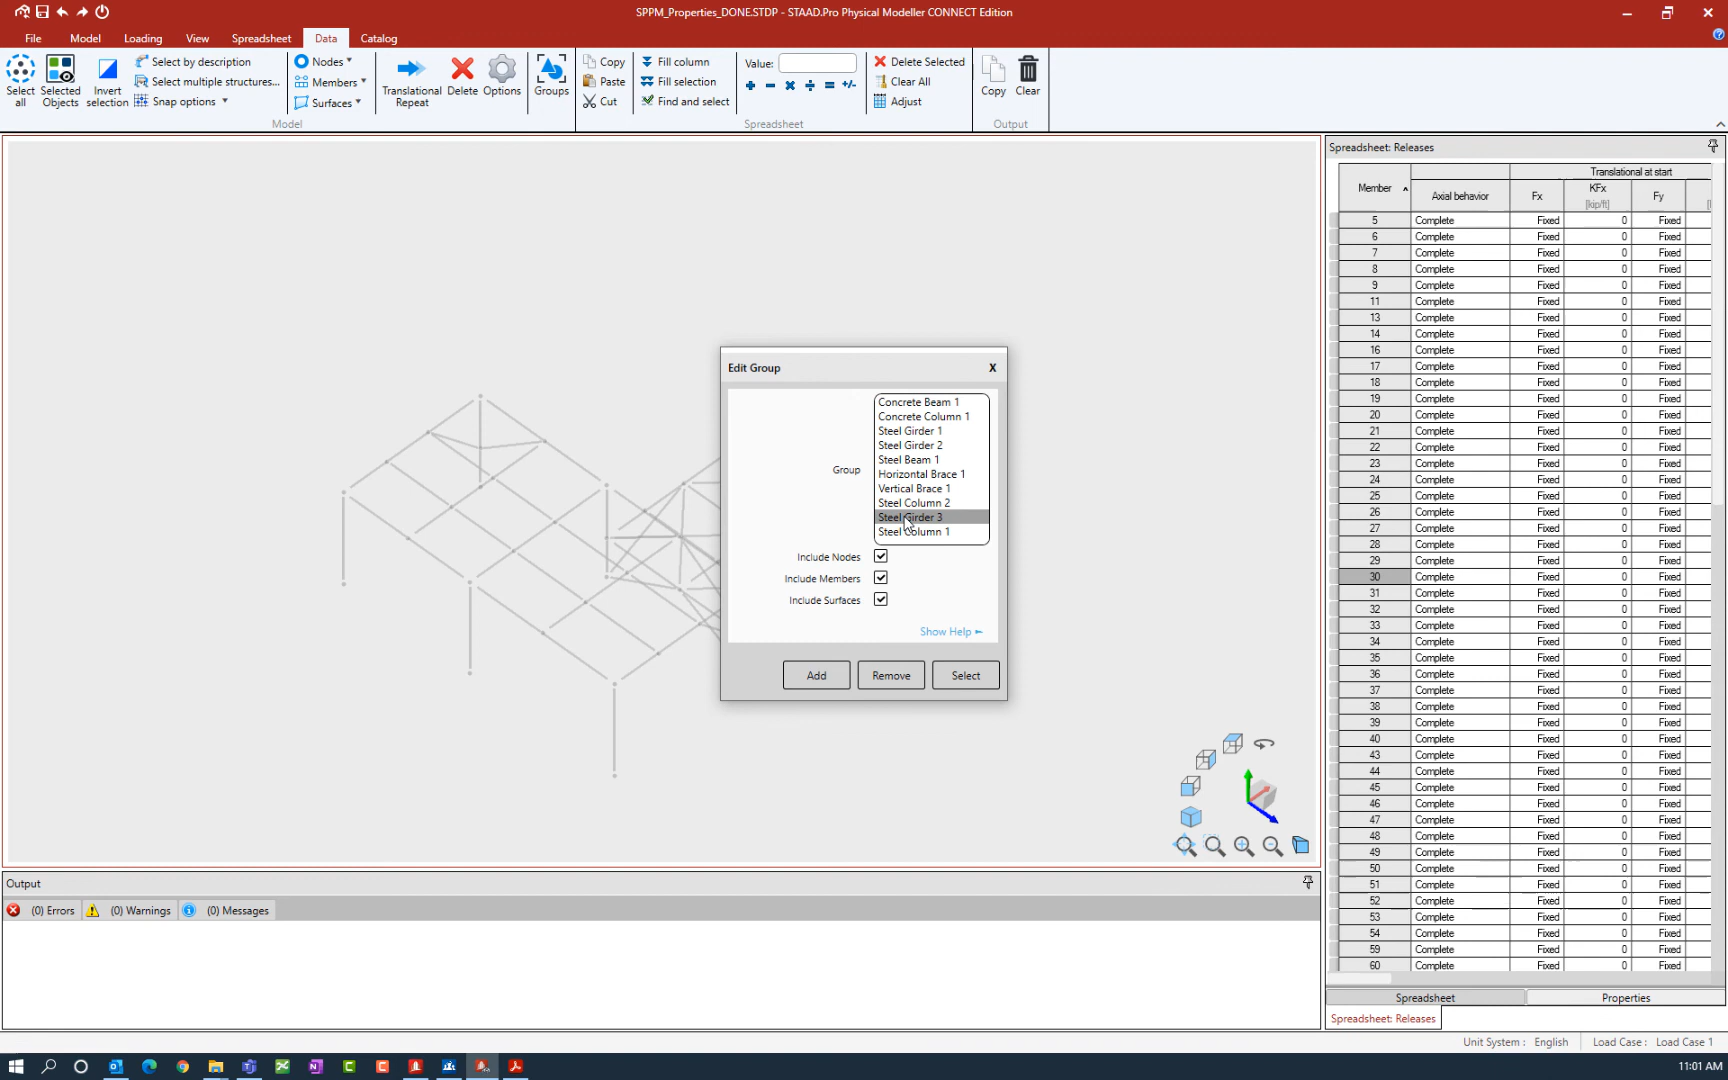 SPPM_Properties_DONE.STDP - STAAD.Pro Physical Modeller CONNECT Edition
File Model Loading View Spreadsheet Data Catalog
Select all
Selected Objects
Invert selection
Select by description
Select multiple structures...
Snap options
Nodes
Members
Surfaces
Translational Repeat
Delete
Options
Model
Groups
Copy
Paste
Cut
Fill column
Fill selection
Find and select
Value:
Spreadsheet
Delete Selected
Clear All
Adjust
Copy
Clear
Output
Spreadsheet: Releases
Translational at start
Member Axial behavior Fx KFx Fy
[kip/ft]
5 Complete Fixed 0 Fixed
6 Complete Fixed 0 Fixed
7 Complete Fixed 0 Fixed
8 Complete Fixed 0 Fixed
9 Complete Fixed 0 Fixed
11 Complete Fixed 0 Fixed
13 Complete Fixed 0 Fixed
14 Complete Fixed 0 Fixed
16 Complete Fixed 0 Fixed
17 Complete Fixed 0 Fixed
18 Complete Fixed 0 Fixed
19 Complete Fixed 0 Fixed
20 Complete Fixed 0 Fixed
21 Complete Fixed 0 Fixed
22 Complete Fixed 0 Fixed
23 Complete Fixed 0 Fixed
24 Complete Fixed 0 Fixed
25 Complete Fixed 0 Fixed
26 Complete Fixed 0 Fixed
27 Complete Fixed 0 Fixed
28 Complete Fixed 0 Fixed
29 Complete Fixed 0 Fixed
30 Complete Fixed 0 Fixed
31 Complete Fixed 0 Fixed
32 Complete Fixed 0 Fixed
33 Complete Fixed 0 Fixed
34 Complete Fixed 0 Fixed
35 Complete Fixed 0 Fixed
36 Complete Fixed 0 Fixed
37 Complete Fixed 0 Fixed
38 Complete Fixed 0 Fixed
39 Complete Fixed 0 Fixed
40 Complete Fixed 0 Fixed
43 Complete Fixed 0 Fixed
44 Complete Fixed 0 Fixed
45 Complete Fixed 0 Fixed
46 Complete Fixed 0 Fixed
47 Complete Fixed 0 Fixed
48 Complete Fixed 0 Fixed
49 Complete Fixed 0 Fixed
50 Complete Fixed 0 Fixed
51 Complete Fixed 0 Fixed
52 Complete Fixed 0 Fixed
53 Complete Fixed 0 Fixed
54 Complete Fixed 0 Fixed
59 Complete Fixed 0 Fixed
60 Complete Fixed 0 Fixed
Spreadsheet Properties
Spreadsheet: Releases
Edit Group X
Group
Concrete Beam 1
Concrete Column 1
Steel Girder 1
Steel Girder 2
Steel Beam 1
Horizontal Brace 1
Vertical Brace 1
Steel Column 2
Steel Girder 3
Steel Column 1
Include Nodes
Include Members
Include Surfaces
Show Help
Add Remove Select
Output
(0) Errors (0) Warnings (0) Messages
Unit System : English Load Case : Load Case 1
11:01 AM